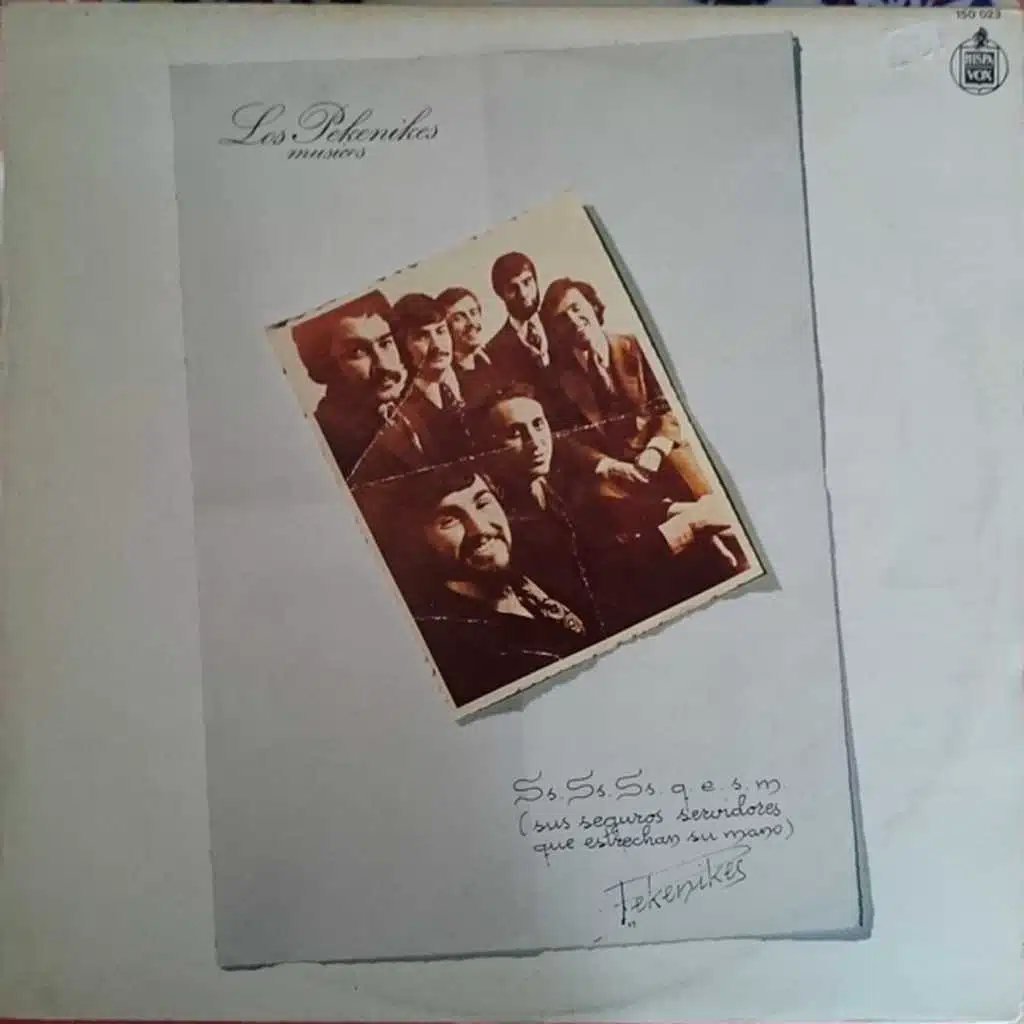 150 023
HISPA
VOX
Los Pekenikes
musicos
Ss. Ss. Ss. q. e. s. m.
(sus seguros servidores
que estrechan su mano)
Pekenikes